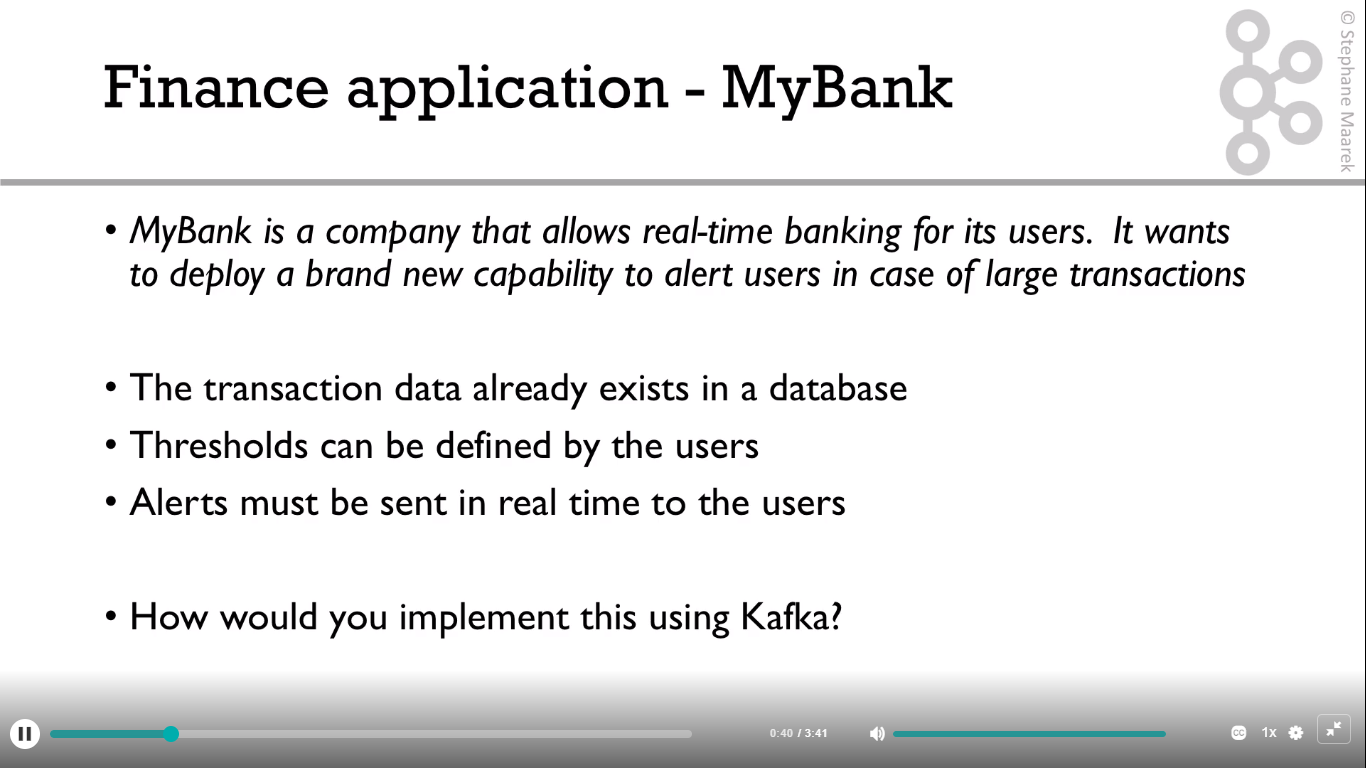 Finance application - MyBank
© Stephane Maarek
• MyBank is a company that allows real-time banking for its users. It wants
to deploy a brand new capability to alert users in case of large transactions
• The transaction data already exists in a database
• Thresholds can be defined by the users
• Alerts must be sent in real time to the users
• How would you implement this using Kafka?
0:40 / 3:41
CC
1x